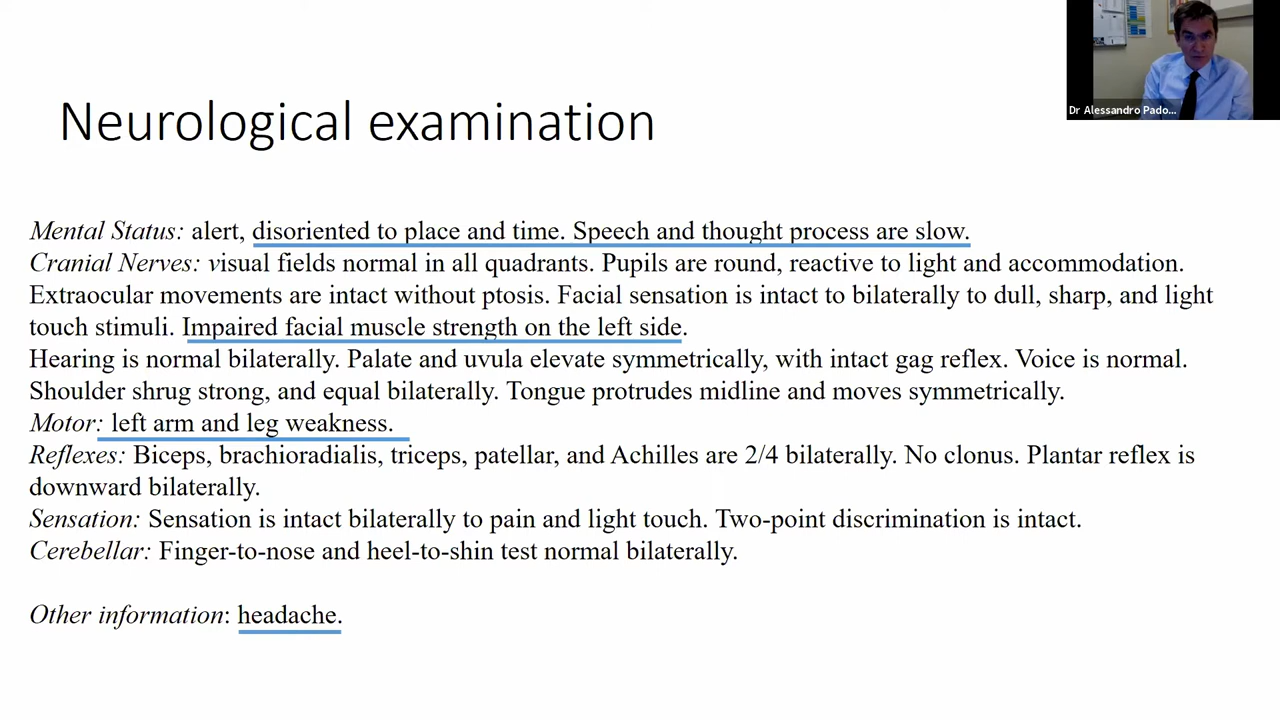 Dr Alessandro Pado...
Neurological examination
Mental Status: alert, disoriented to place and time. Speech and thought process are slow.
Cranial Nerves: visual fields normal in all quadrants. Pupils are round, reactive to light and accommodation.
Extraocular movements are intact without ptosis. Facial sensation is intact to bilaterally to dull, sharp, and light
touch stimuli. Impaired facial muscle strength on the left side.
Hearing is normal bilaterally. Palate and uvula elevate symmetrically, with intact gag reflex. Voice is normal.
Shoulder shrug strong, and equal bilaterally. Tongue protrudes midline and moves symmetrically.
Motor: left arm and leg weakness.
Reflexes: Biceps, brachioradialis, triceps, patellar, and Achilles are 2/4 bilaterally. No clonus. Plantar reflex is
downward bilaterally.
Sensation: Sensation is intact bilaterally to pain and light touch. Two-point discrimination is intact.
Cerebellar: Finger-to-nose and heel-to-shin test normal bilaterally.
Other information: headache.